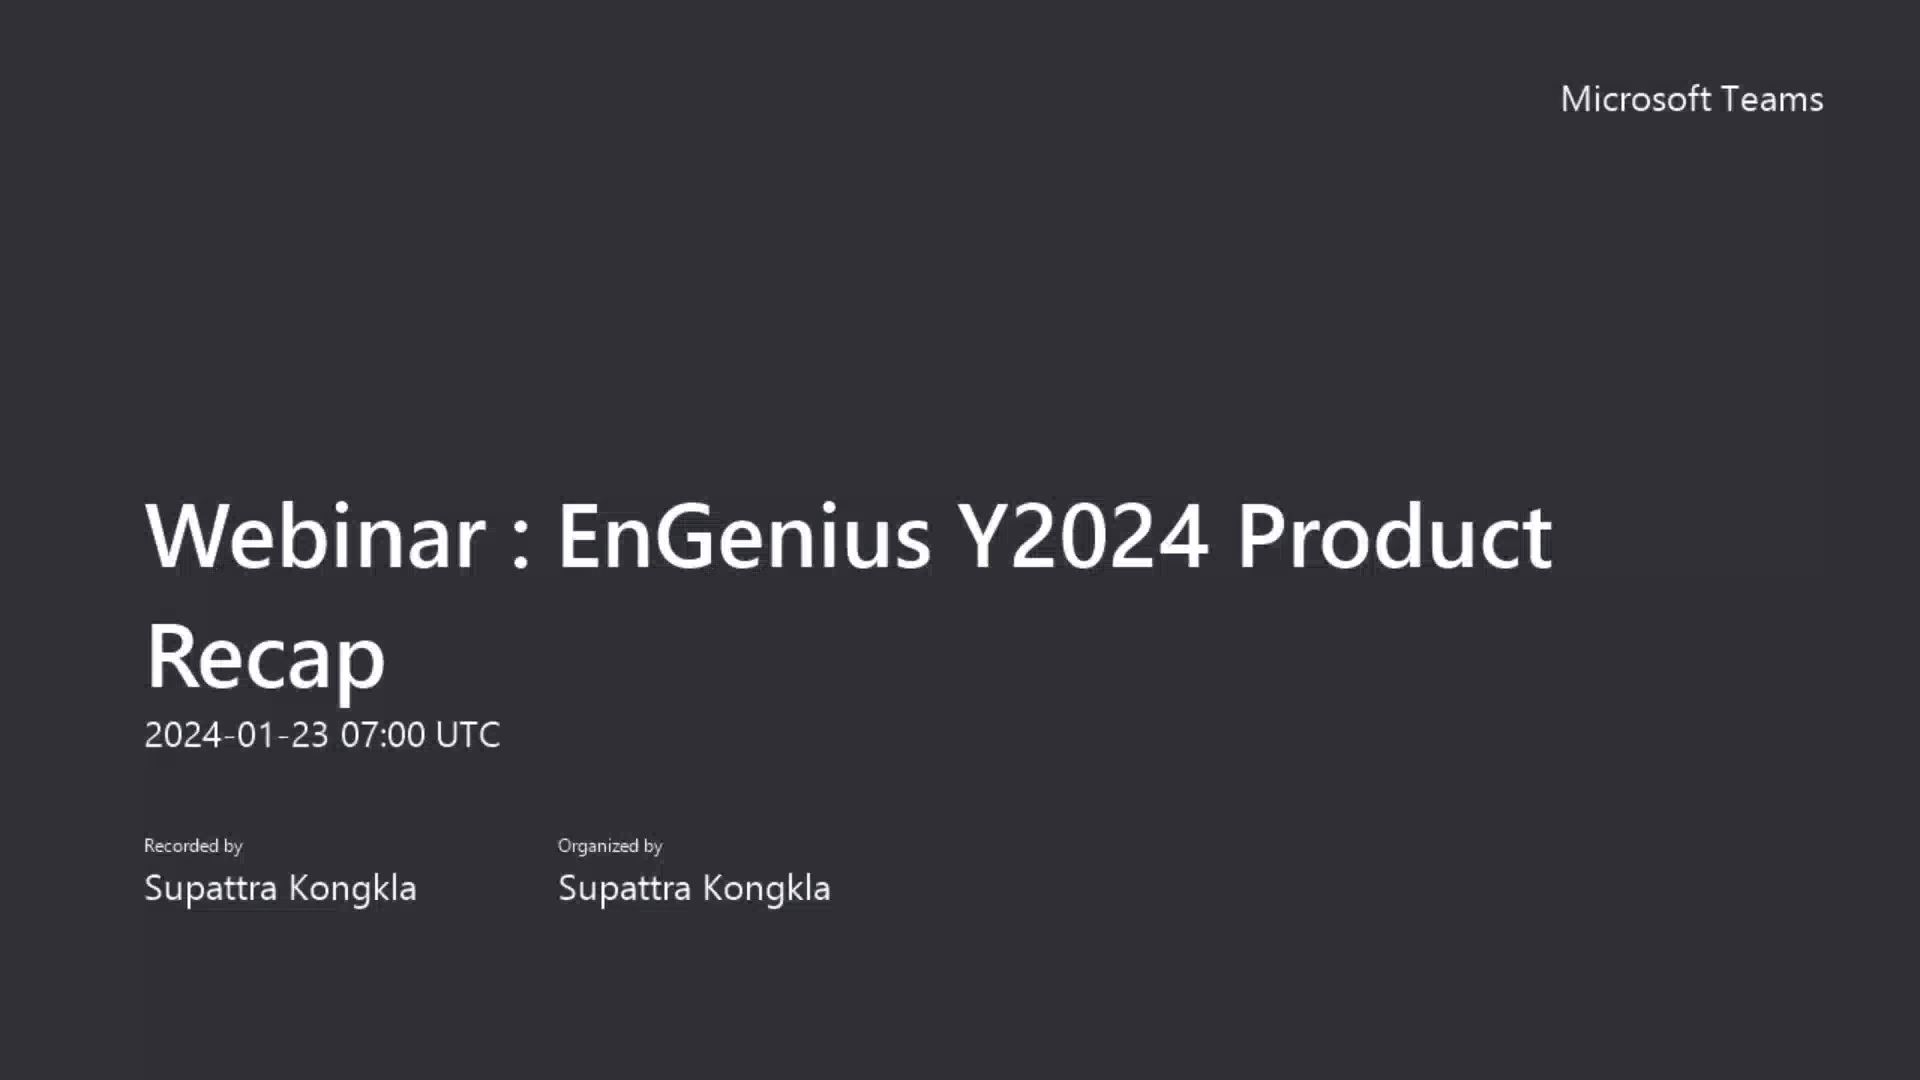 Microsoft Teams
Webinar : EnGenius Y2024 Product
Recap
2024-01-23 07:00 UTC
Recorded by
Supattra Kongkla
Organized by
Supattra Kongkla